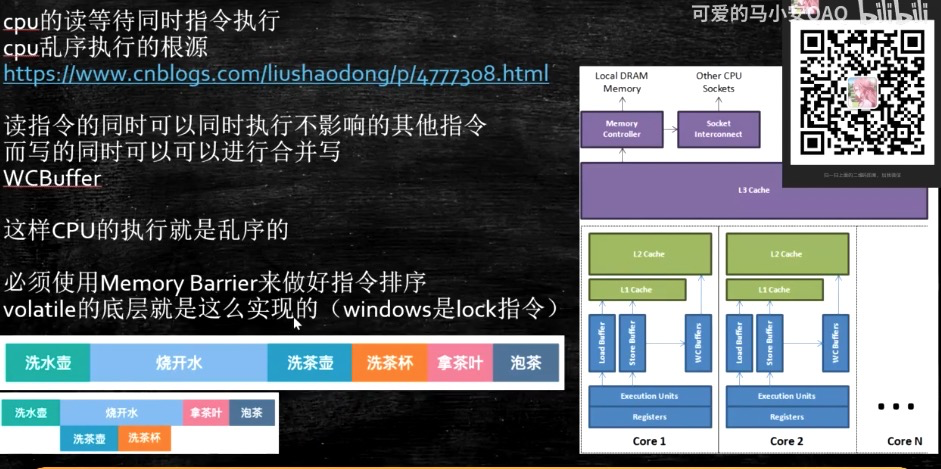 可爱的马小安QAQ bilibili
cpu的读等待同时指令执行
cpu乱序执行的根源
https://www.cnblogs.com/liushaodong/p/4777308.html
读指令的同时可以同时执行不影响的其他指令
而写的同时可以可以进行合并写
WCBuffer
这样CPU的执行就是乱序的
必须使用Memory Barrier来做好指令排序
volatile的底层就是这么实现的（windows是lock指令）
洗水壶 烧开水 洗茶壶 洗茶杯 拿茶叶 泡茶
洗水壶 烧开水 拿茶叶 泡茶
洗茶壶 洗茶杯
Local DRAM
Memory
Other CPU
Sockets
Memory
Controller
Socket
Interconnect
L3 Cache
L2 Cache
L1 Cache
Load Buffer
Store Buffer
WC Buffers
Execution Units
Registers
Core 1
L2 Cache
L1 Cache
Load Buffer
Store Buffer
WC Buffers
Execution Units
Registers
Core 2
...
Core N